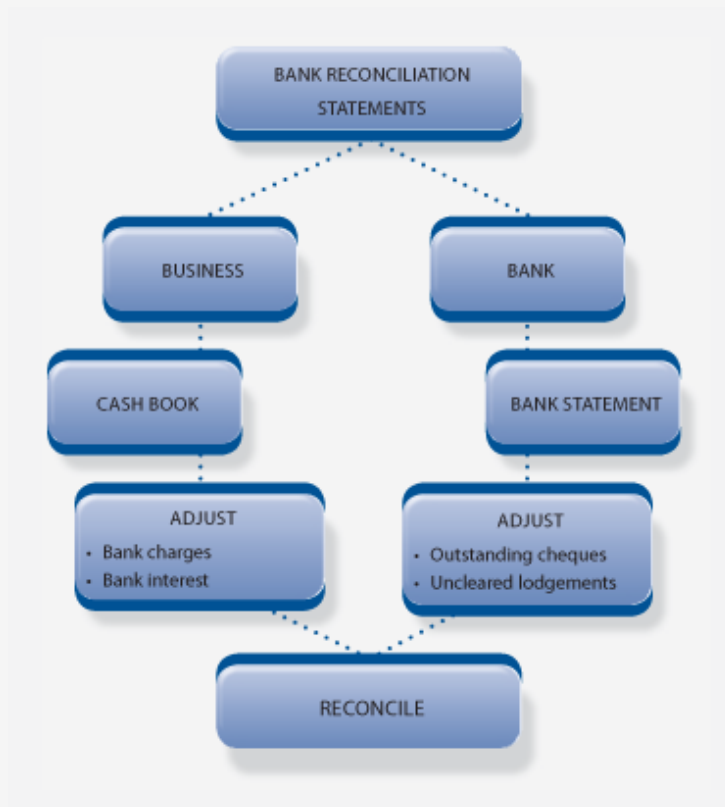 BANK RECONCILIATION
STATEMENTS
BUSINESS
BANK
CASH BOOK
BANK STATEMENT
ADJUST
• Bank charges
• Bank interest
ADJUST
• Outstanding cheques
• Uncleared lodgements
RECONCILE